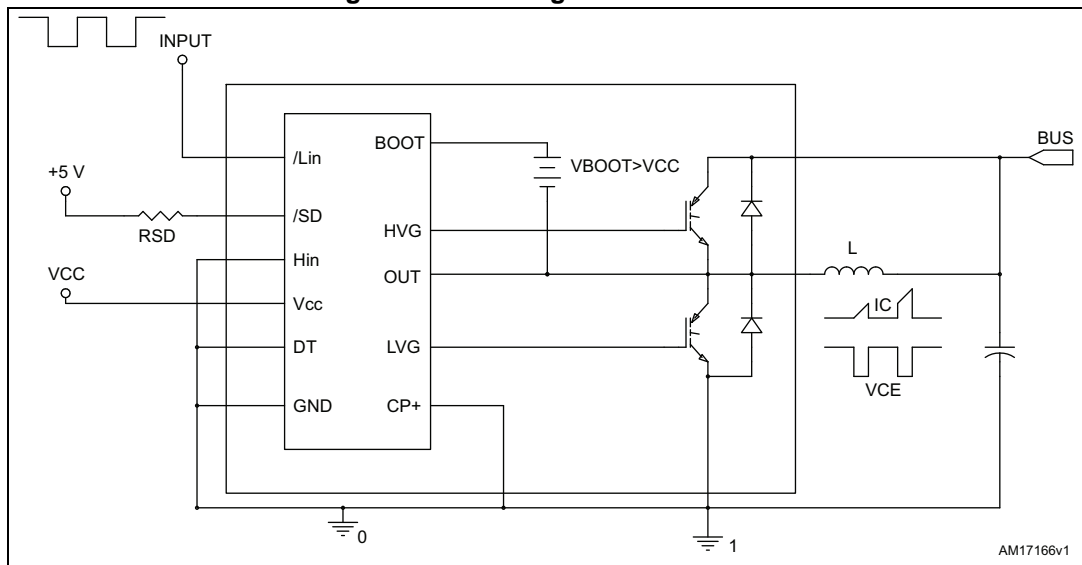 INPUT
BUS
BOOT
/Lin
VBOOT>VCC
+5 V
/SD
RSD
HVG
L
Hin
OUT
VCC
IC
Vcc
DT
LVG
VCE
GND
CP+
0
1
AM17166v1